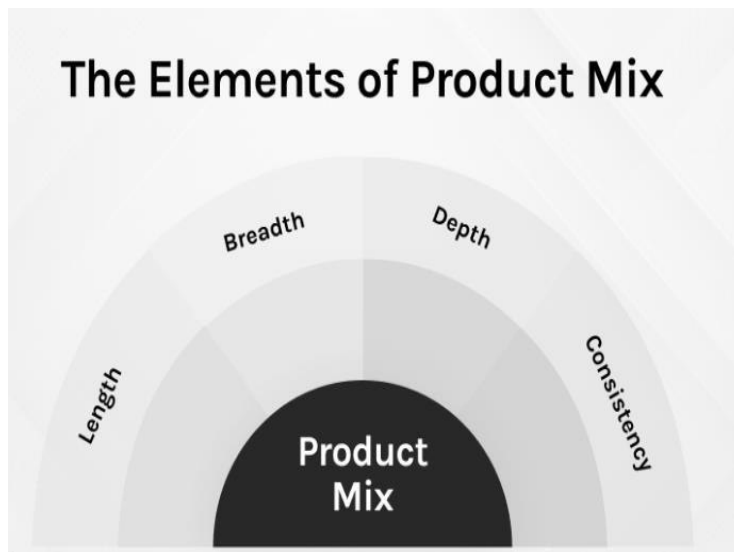 The Elements of Product Mix
Length
Breadth
Depth
Consistency
Product
Mix